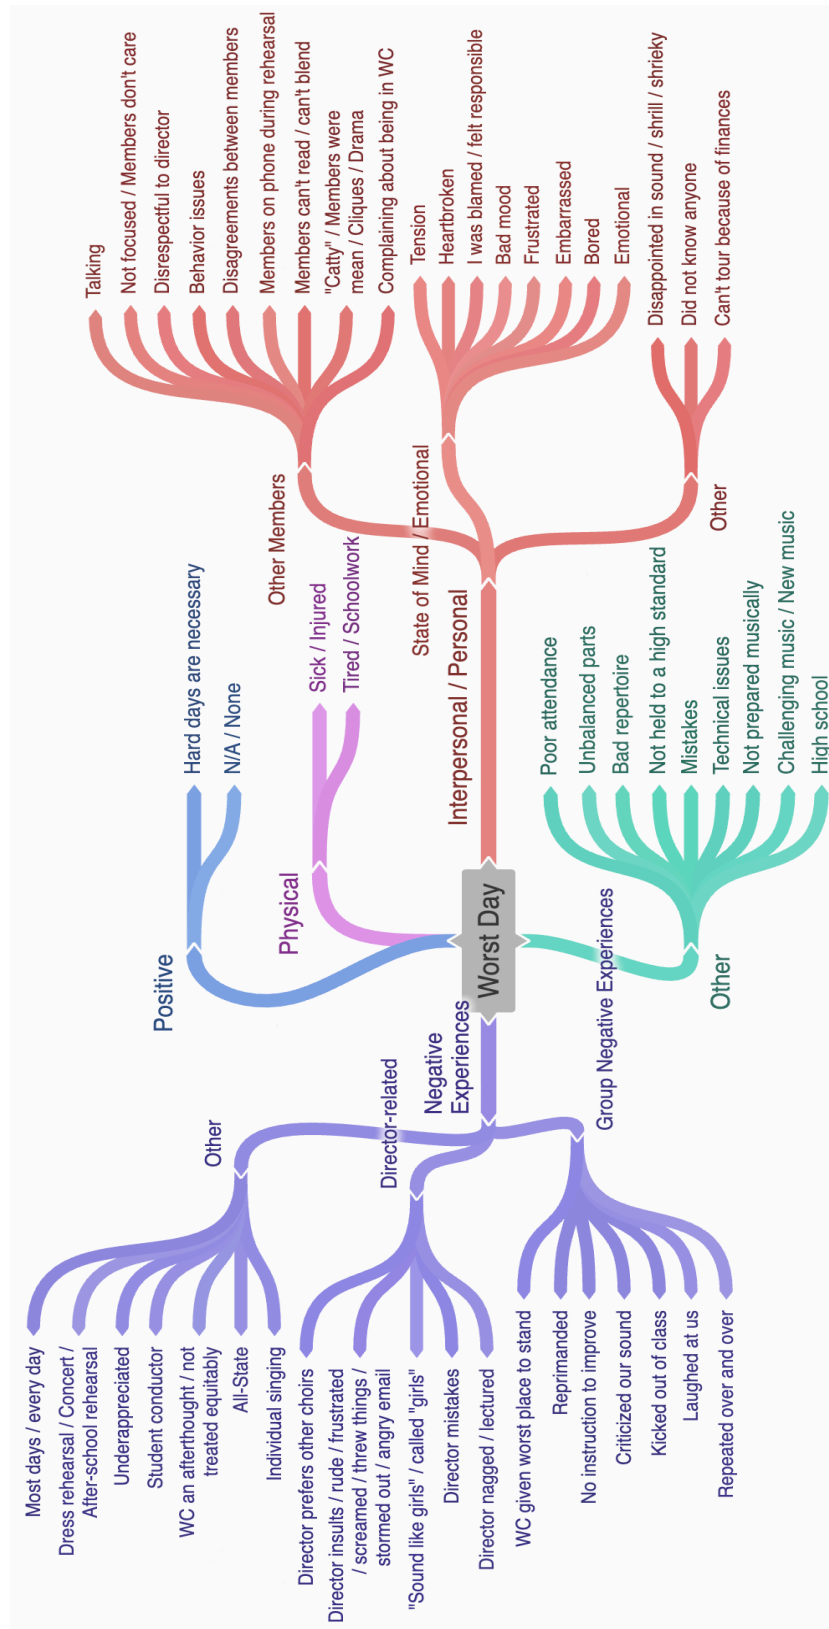 Worst Day
Positive
Hard days are necessary
N/A / None
Physical
Sick / Injured
Tired / Schoolwork
Interpersonal / Personal
Other Members
Talking
Not focused / Members don't care
Disrespectful to director
Behavior issues
Disagreements between members
Members on phone during rehearsal
Members can't read / can't blend
"Catty" / Members were
mean / Cliques / Drama
Complaining about being in WC
State of Mind / Emotional
Tension
Heartbroken
I was blamed / felt responsible
Bad mood
Frustrated
Embarrassed
Bored
Emotional
Other
Disappointed in sound / shrill / shrieky
Did not know anyone
Can't tour because of finances
Other
Poor attendance
Unbalanced parts
Bad repertoire
Not held to a high standard
Mistakes
Technical issues
Not prepared musically
Challenging music / New music
High school
Negative
Experiences
Other
Most days / every day
Dress rehearsal / Concert /
After-school rehearsal
Underappreciated
Student conductor
WC an afterthought / not
treated equitably
All-State
Individual singing
Director-related
Director prefers other choirs
Director insults / rude / frustrated
/ screamed / threw things /
stormed out / angry email
"Sound like girls" / called "girls"
Director mistakes
Director nagged / lectured
Group Negative Experiences
WC given worst place to stand
Reprimanded
No instruction to improve
Criticized our sound
Kicked out of class
Laughed at us
Repeated over and over